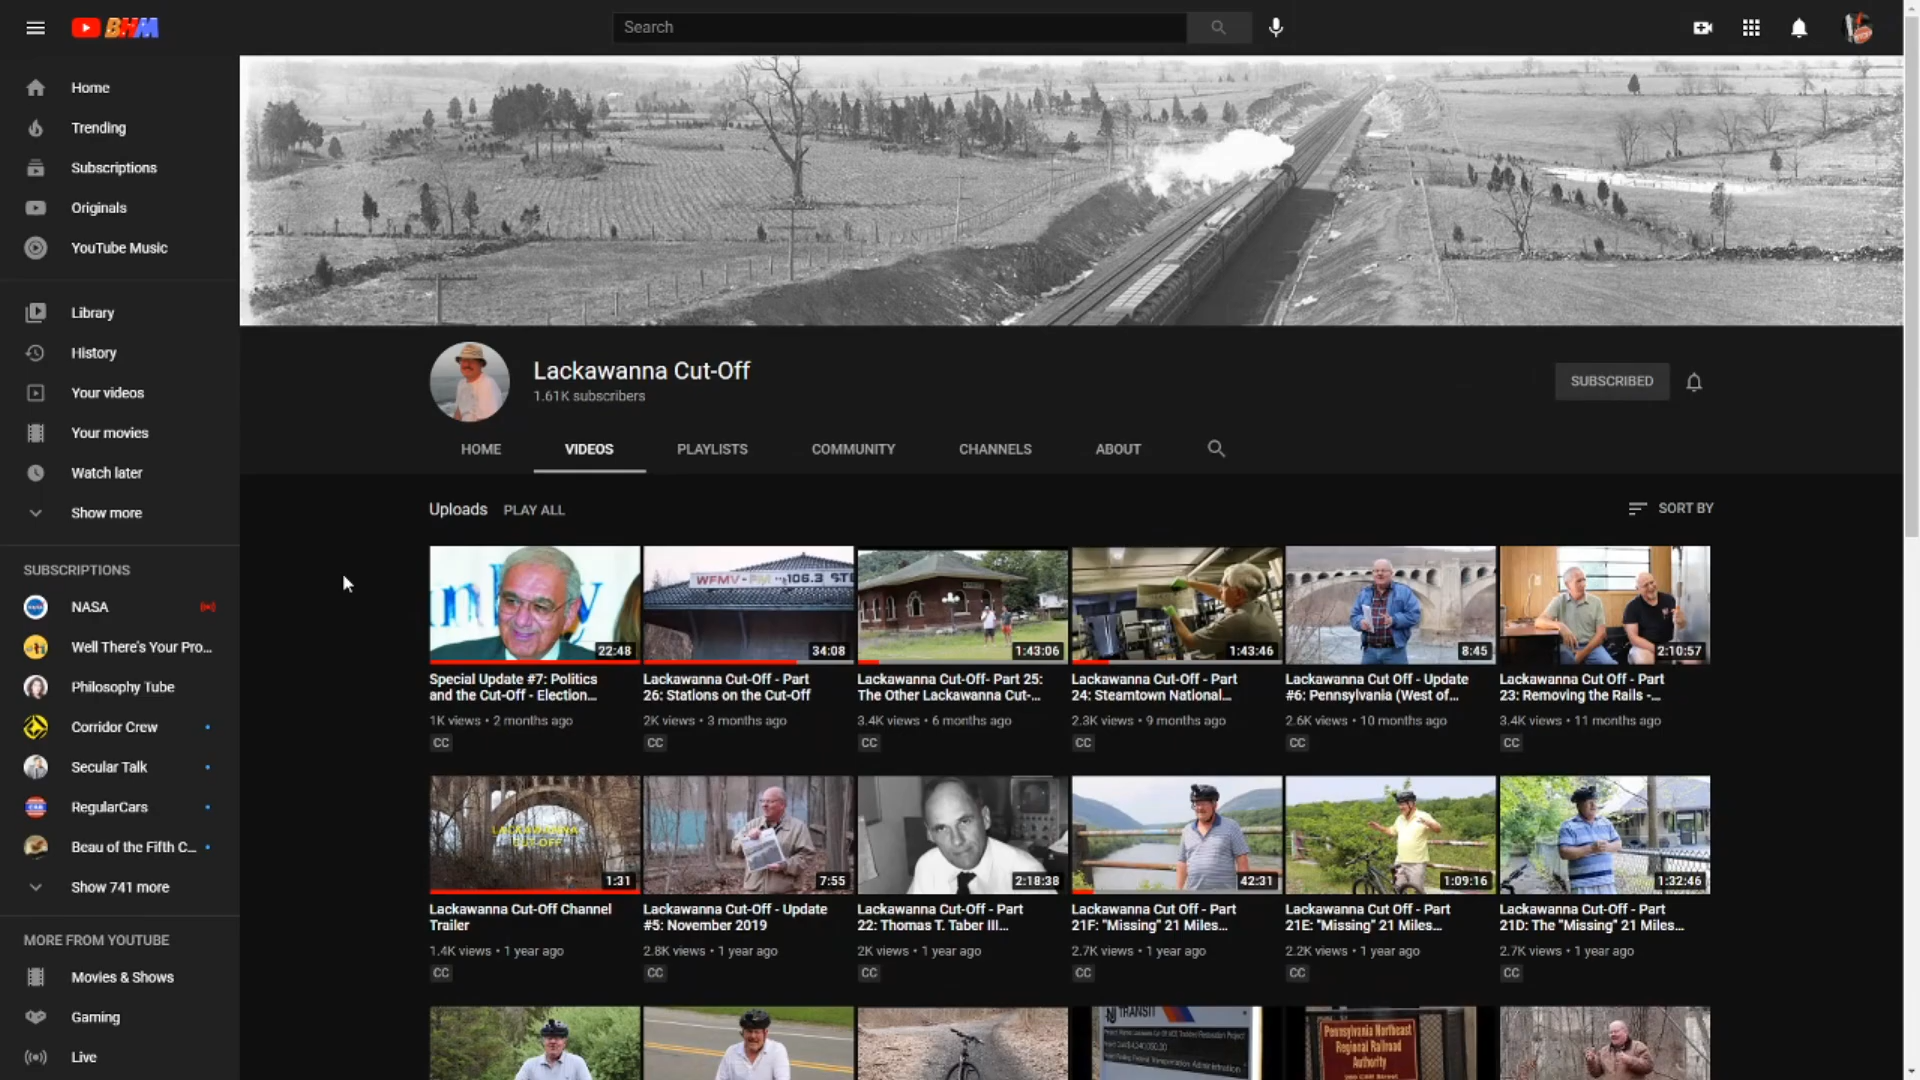 BHM
Search
Home
Trending
Subscriptions
Originals
YouTube Music
Library
History
Your videos
Your movies
Watch later
Show more
SUBSCRIPTIONS
NASA
Well There's Your Pro...
Philosophy Tube
Corridor Crew
Secular Talk
RegularCars
Beau of the Fifth C...
Show 741 more
MORE FROM YOUTUBE
Movies & Shows
Gaming
Live
Lackawanna Cut-Off
1.61K subscribers
SUBSCRIBED
HOME VIDEOS PLAYLISTS COMMUNITY CHANNELS ABOUT
Uploads PLAY ALL
SORT BY
22:48
WFMV-FM 106.3 STE
34:08
1:43:06
1:43:46
8:45
2:10:57
Special Update #7: Politics
and the Cut-Off - Election...
1K views • 2 months ago
CC
Lackawanna Cut-Off - Part
26: Stations on the Cut-Off
2K views • 3 months ago
CC
Lackawanna Cut-Off- Part 25:
The Other Lackawanna Cut-...
3.4K views • 6 months ago
CC
Lackawanna Cut-Off - Part
24: Steamtown National...
2.3K views • 9 months ago
CC
Lackawanna Cut Off - Update
#6: Pennsylvania (West of...
2.6K views • 10 months ago
CC
Lackawanna Cut Off - Part
23: Removing the Rails -...
3.4K views • 11 months ago
CC
LACKAWANNA
CUT-OFF
1:31
7:55
2:18:38
42:31
1:09:16
1:32:46
Lackawanna Cut-Off Channel
Trailer
1.4K views • 1 year ago
CC
Lackawanna Cut-Off - Update
#5: November 2019
2.8K views • 1 year ago
CC
Lackawanna Cut-Off - Part
22: Thomas T. Taber III...
2K views • 1 year ago
CC
Lackawanna Cut Off - Part
21F: "Missing" 21 Miles...
2.7K views • 1 year ago
CC
Lackawanna Cut Off - Part
21E: "Missing" 21 Miles...
2.2K views • 1 year ago
CC
Lackawanna Cut-Off - Part
21D: The "Missing" 21 Miles...
2.7K views • 1 year ago
CC
NJ TRANSIT
Pennsylvania Northeast
Regional Railroad
Authority